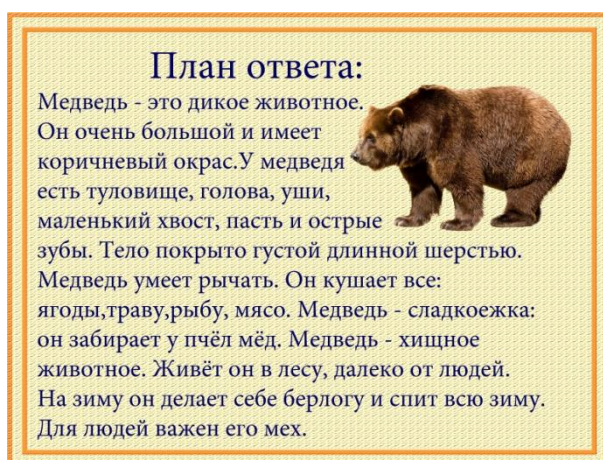 План ответа:
Медведь - это дикое животное.
Он очень большой и имеет
коричневый окрас.У медведя
есть туловище, голова, уши,
маленький хвост, пасть и острые
зубы. Тело покрыто густой длинной шерстью.
Медведь умеет рычать. Он кушает все:
ягоды,траву,рыбу, мясо. Медведь - сладкоежка:
он забирает у пчёл мёд. Медведь - хищное
животное. Живёт он в лесу, далеко от людей.
На зиму он делает себе берлогу и спит всю зиму.
Для людей важен его мех.